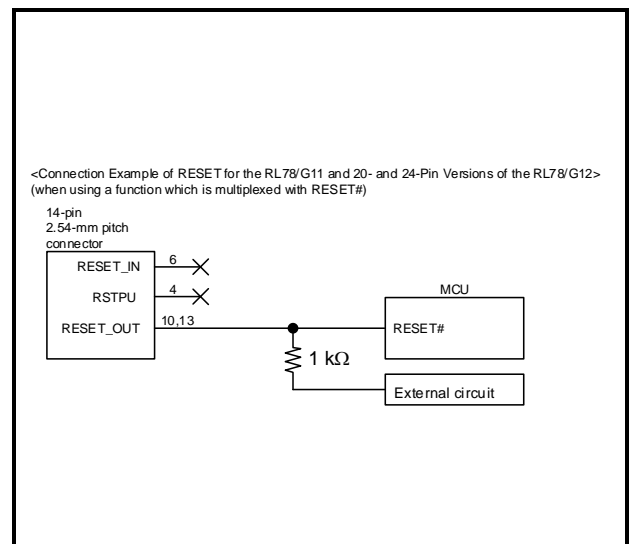 <Connection Example of RESET for the RL78/G11 and 20- and 24-Pin Versions of the RL78/G12>
(when using a function which is multiplexed with RESET#)
14-pin
2.54-mm pitch
connector
RESET_IN
6
RSTPU
4
RESET_OUT
10,13
MCU
RESET#
1 kΩ
External circuit